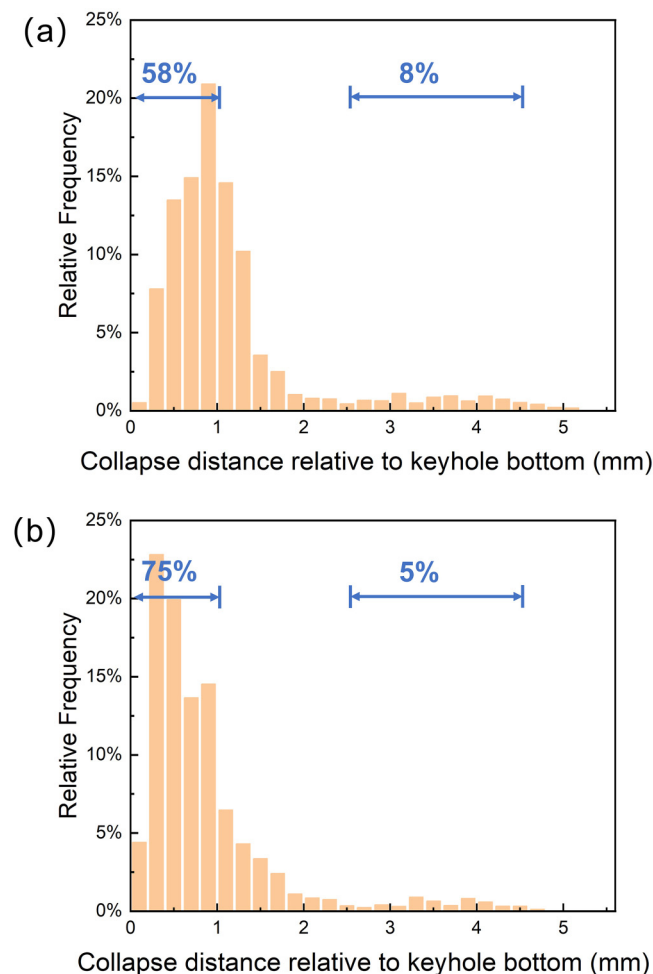 (a)
58%
8%
25%
20%
15%
10%
5%
0%
Relative Frequency
0 1 2 3 4 5
Collapse distance relative to keyhole bottom (mm)
(b)
75%
5%
25%
20%
15%
10%
5%
0%
Relative Frequency
0 1 2 3 4 5
Collapse distance relative to keyhole bottom (mm)